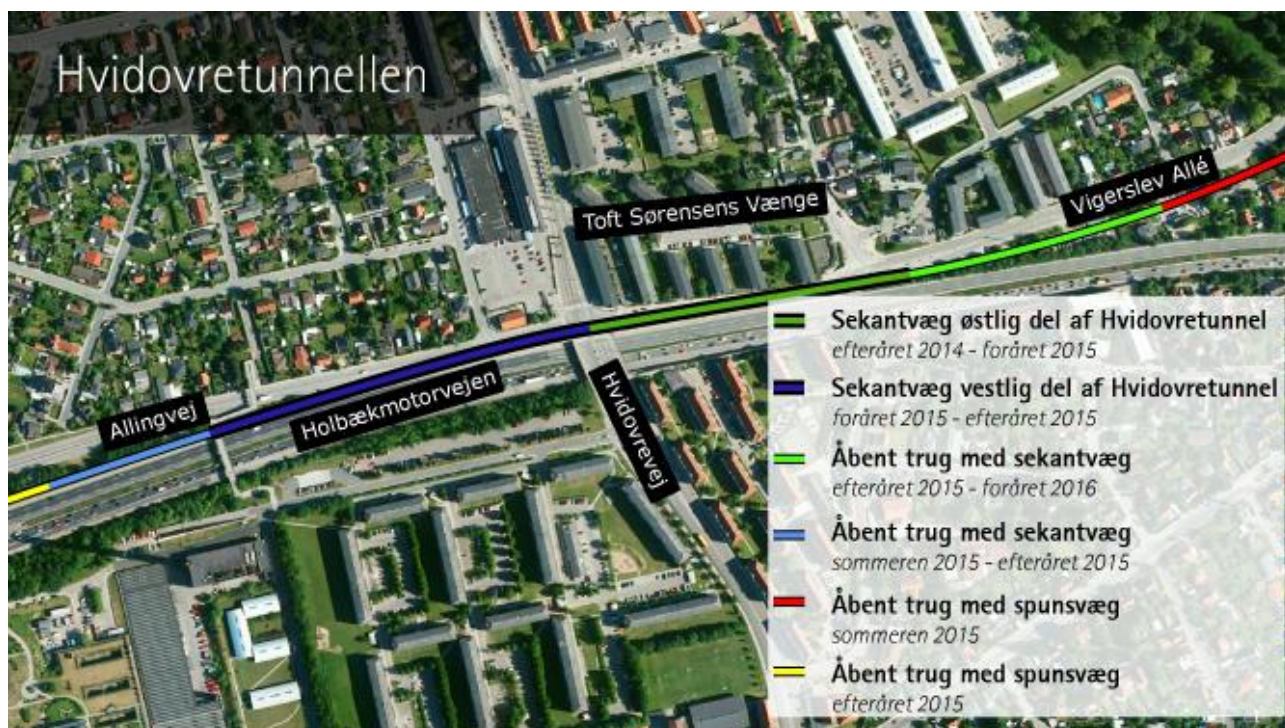 Hvidovretunnellen
Toft Sørensens Vænge
Vigerslev Allé
Allingvej
Holbækmotorvejen
Hvidovrevej
Sekantvæg østlig del af Hvidovretunnel
efteråret 2014 - foråret 2015
Sekantvæg vestlig del af Hvidovretunnel
foråret 2015 - efteråret 2015
Åbent trug med sekantvæg
efteråret 2015 - foråret 2016
Åbent trug med sekantvæg
sommeren 2015 - efteråret 2015
Åbent trug med spunsvæg
sommeren 2015
Åbent trug med spunsvæg
efteråret 2015